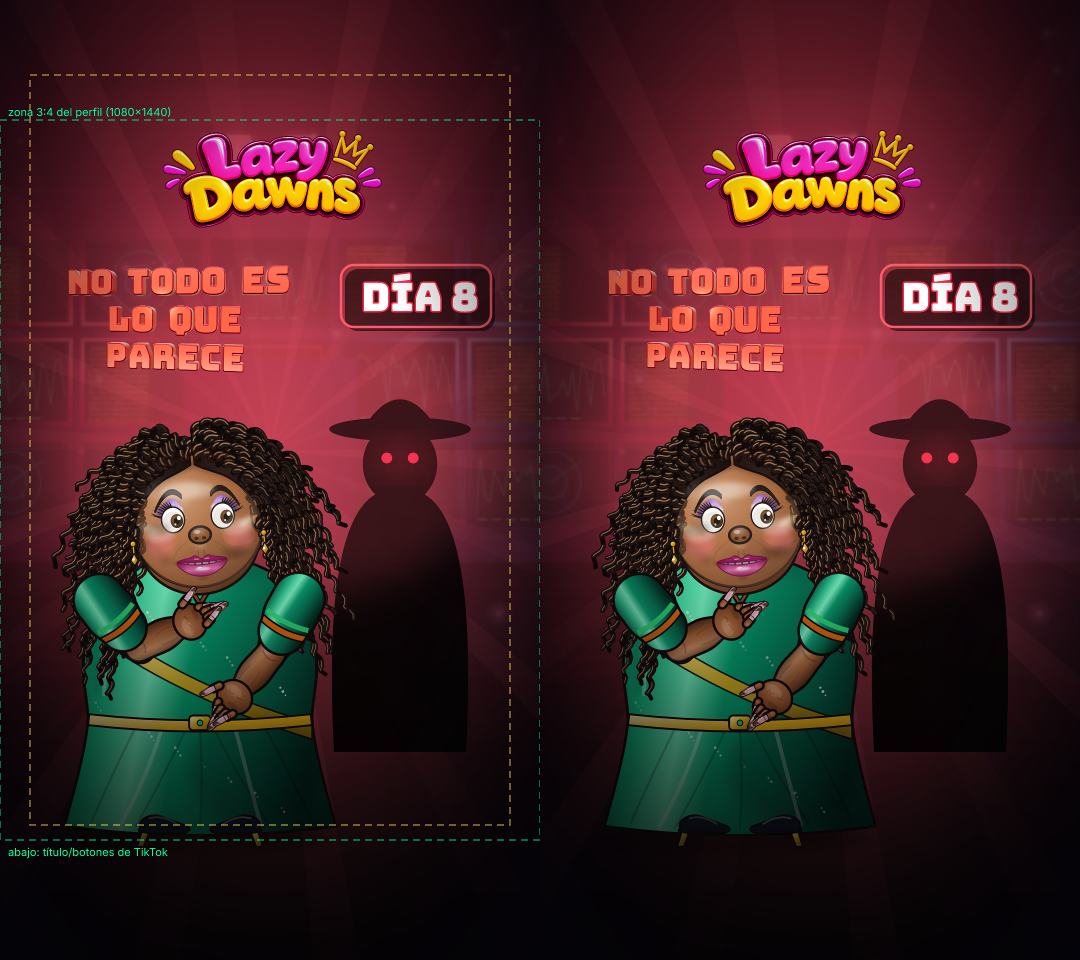 zona 3:4 del perfil (1080×1440)
Lazy
Dawns
NO TODO ES
LO QUE
PARECE
DÍA 8
abajo: título/botones de TikTok
Lazy
Dawns
NO TODO ES
LO QUE
PARECE
DÍA 8